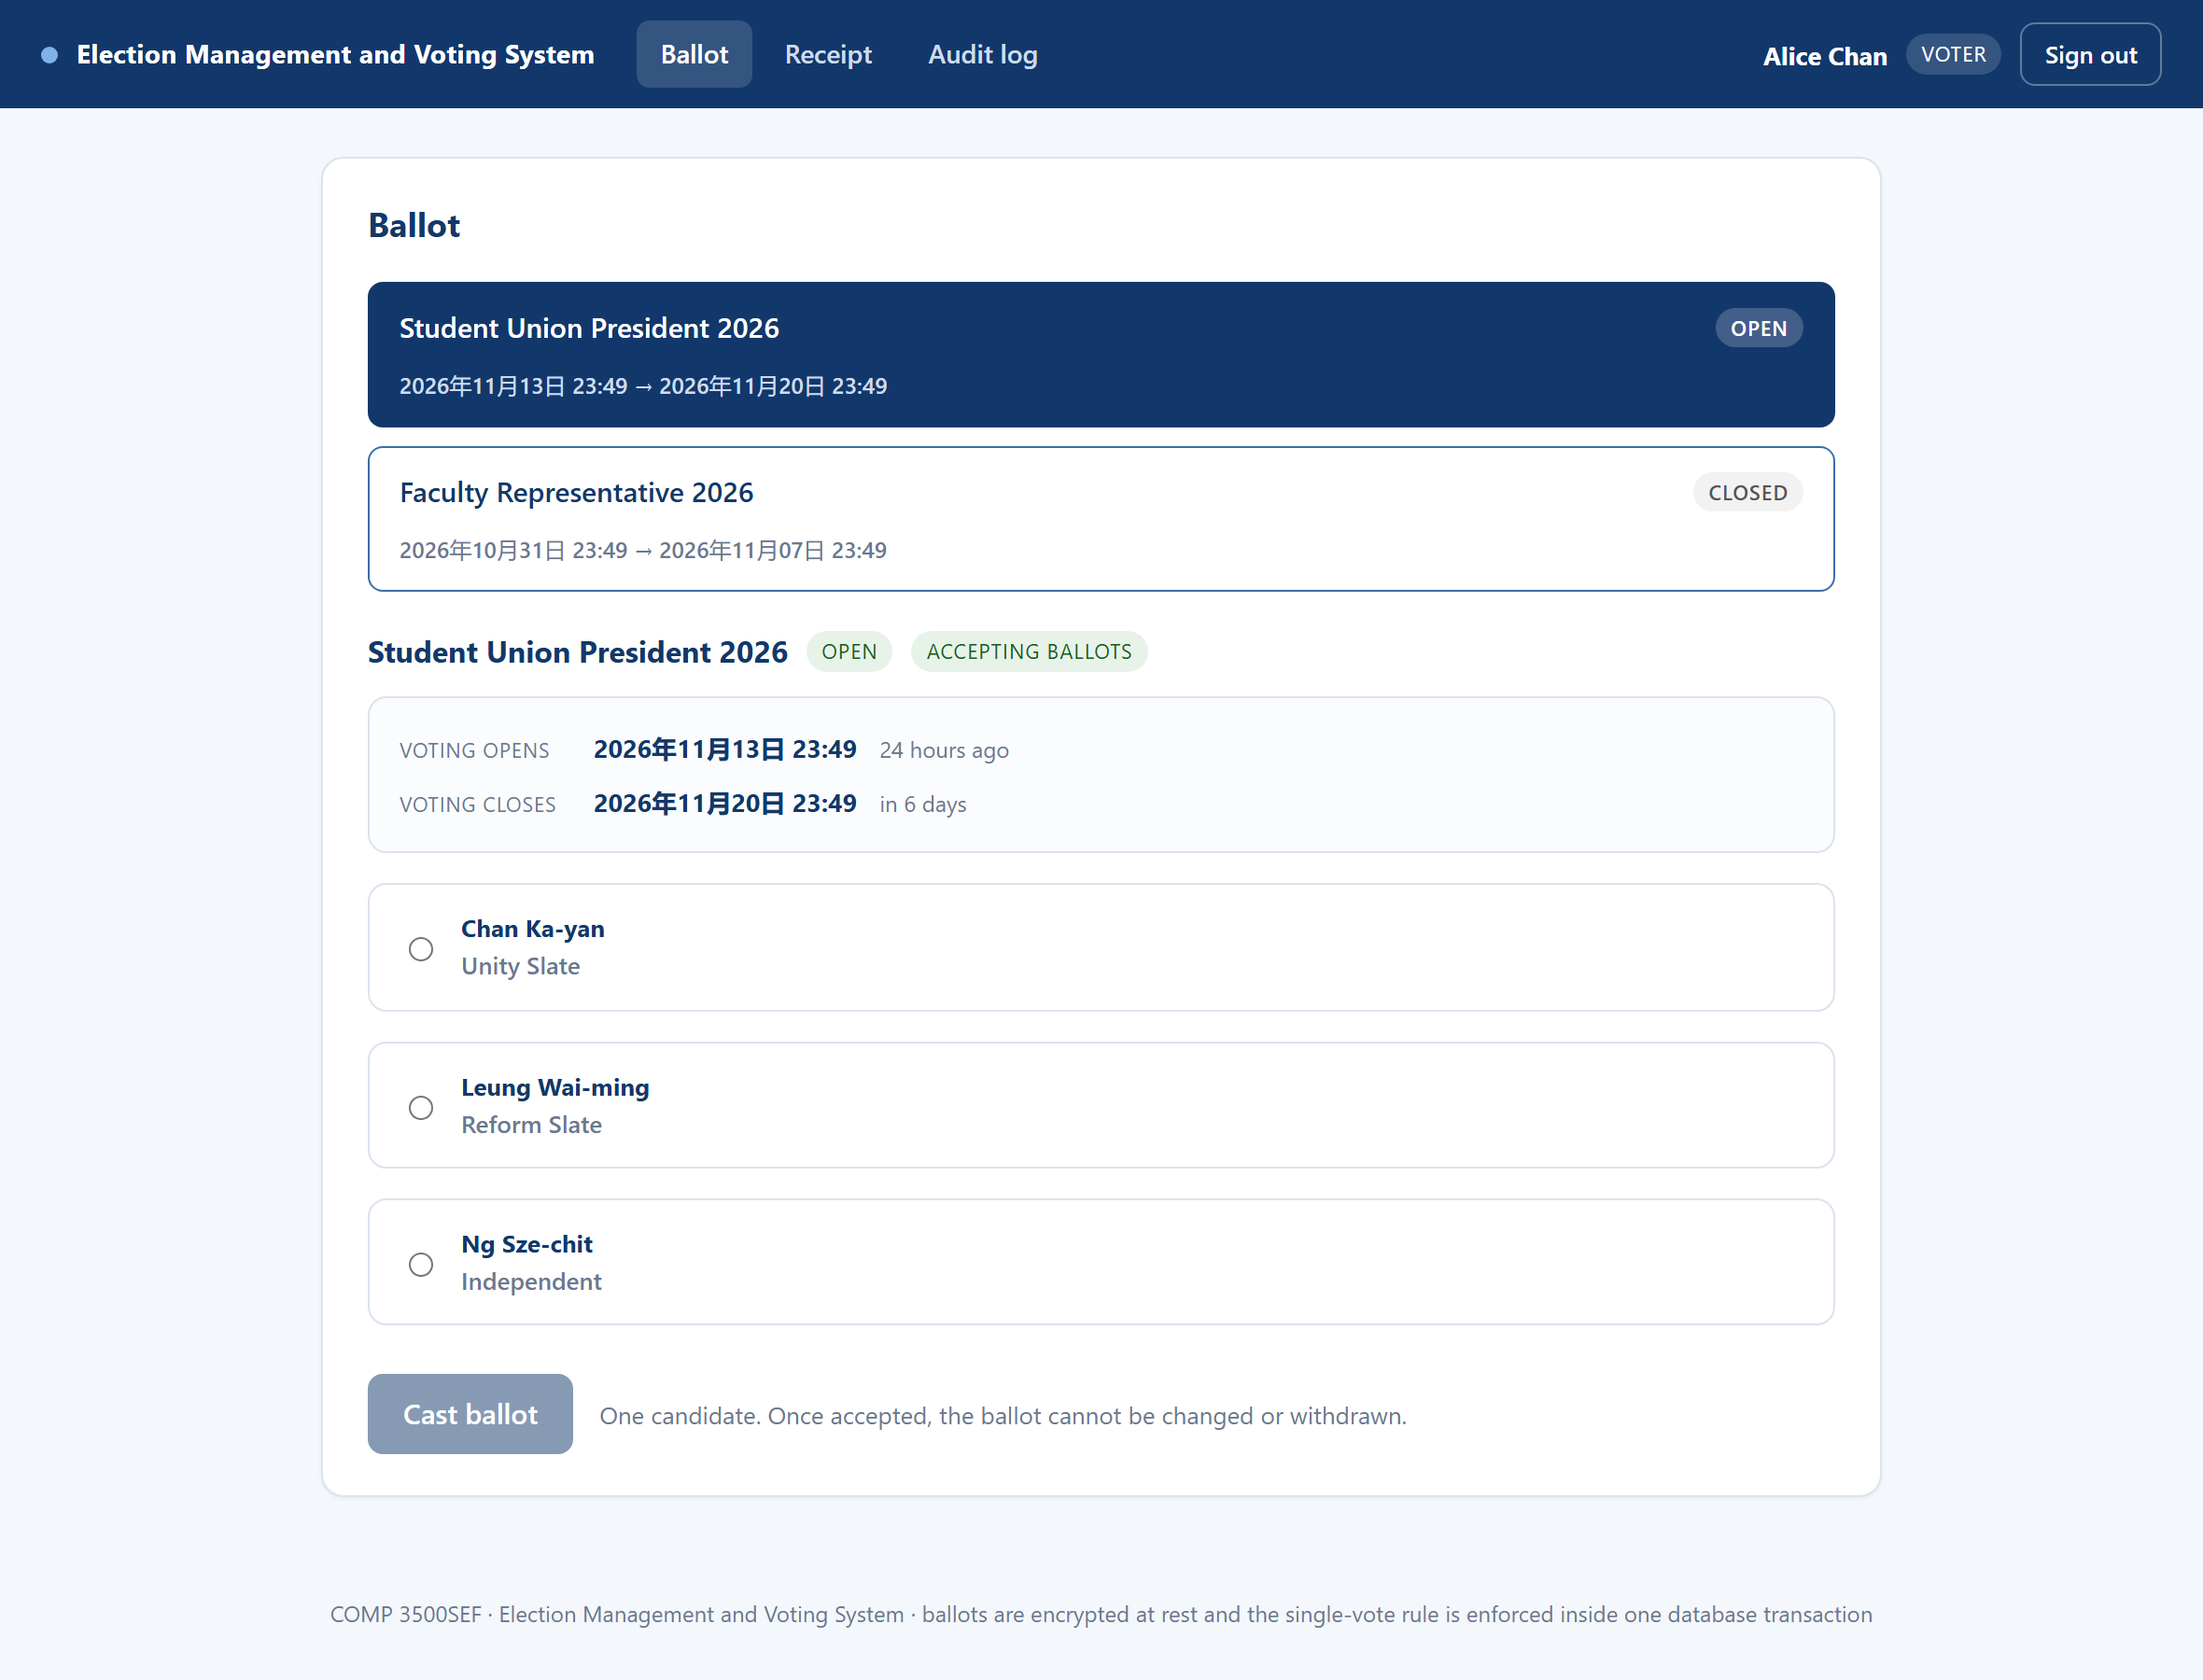 Election Management and Voting System
Ballot
Receipt
Audit log
Alice Chan
VOTER
Sign out
Ballot
Student Union President 2026
OPEN
2026年11月13日 23:49 → 2026年11月20日 23:49
Faculty Representative 2026
CLOSED
2026年10月31日 23:49 → 2026年11月07日 23:49
Student Union President 2026
OPEN
ACCEPTING BALLOTS
VOTING OPENS 2026年11月13日 23:49 24 hours ago
VOTING CLOSES 2026年11月20日 23:49 in 6 days
Chan Ka-yan
Unity Slate
Leung Wai-ming
Reform Slate
Ng Sze-chit
Independent
Cast ballot
One candidate. Once accepted, the ballot cannot be changed or withdrawn.
COMP 3500SEF · Election Management and Voting System · ballots are encrypted at rest and the single-vote rule is enforced inside one database transaction